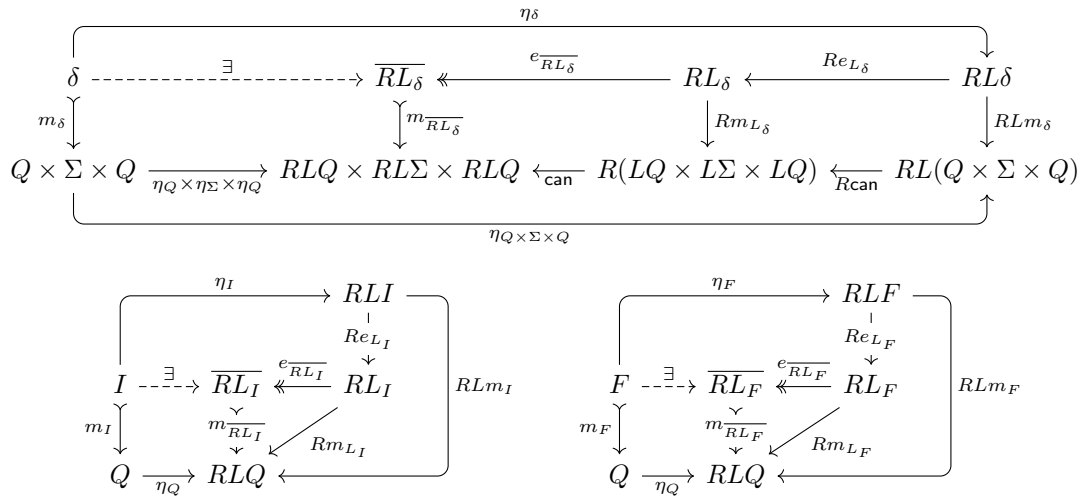 η_δ
δ ∃ \overline{RL_δ} e_{\overline{RL_δ}} RL_δ Re_{L_δ} RLδ
m_δ m_{\overline{RL_δ}} Rm_{L_δ} RLm_δ
Q × Σ × Q η_Q×η_Σ×η_Q RLQ × RLΣ × RLQ can R(LQ × LΣ × LQ) Rcan RL(Q × Σ × Q)
η_{Q×Σ×Q}
η_I RLI η_F RLF
Re_{L_I} Re_{L_F}
I ∃ \overline{RL_I} e_{\overline{RL_I}} RL_I RLm_I F ∃ \overline{RL_F} e_{\overline{RL_F}} RL_F RLm_F
m_I m_{\overline{RL_I}} Rm_{L_I} m_F m_{\overline{RL_F}} Rm_{L_F}
Q η_Q RLQ Q η_Q RLQ